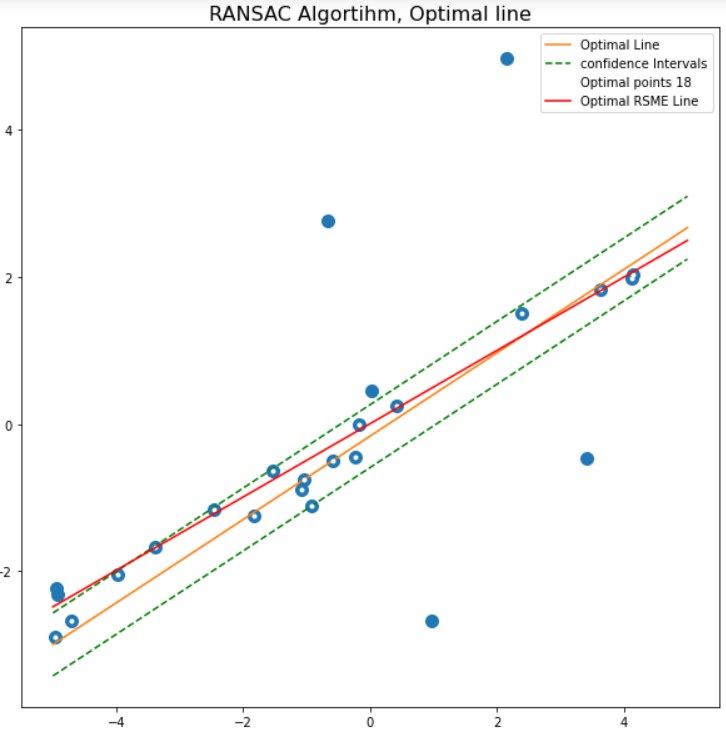 RANSAC Algortihm, Optimal line
Optimal Line
confidence Intervals
Optimal points 18
Optimal RSME Line
4
2
0
-2
-4
-2
0
2
4